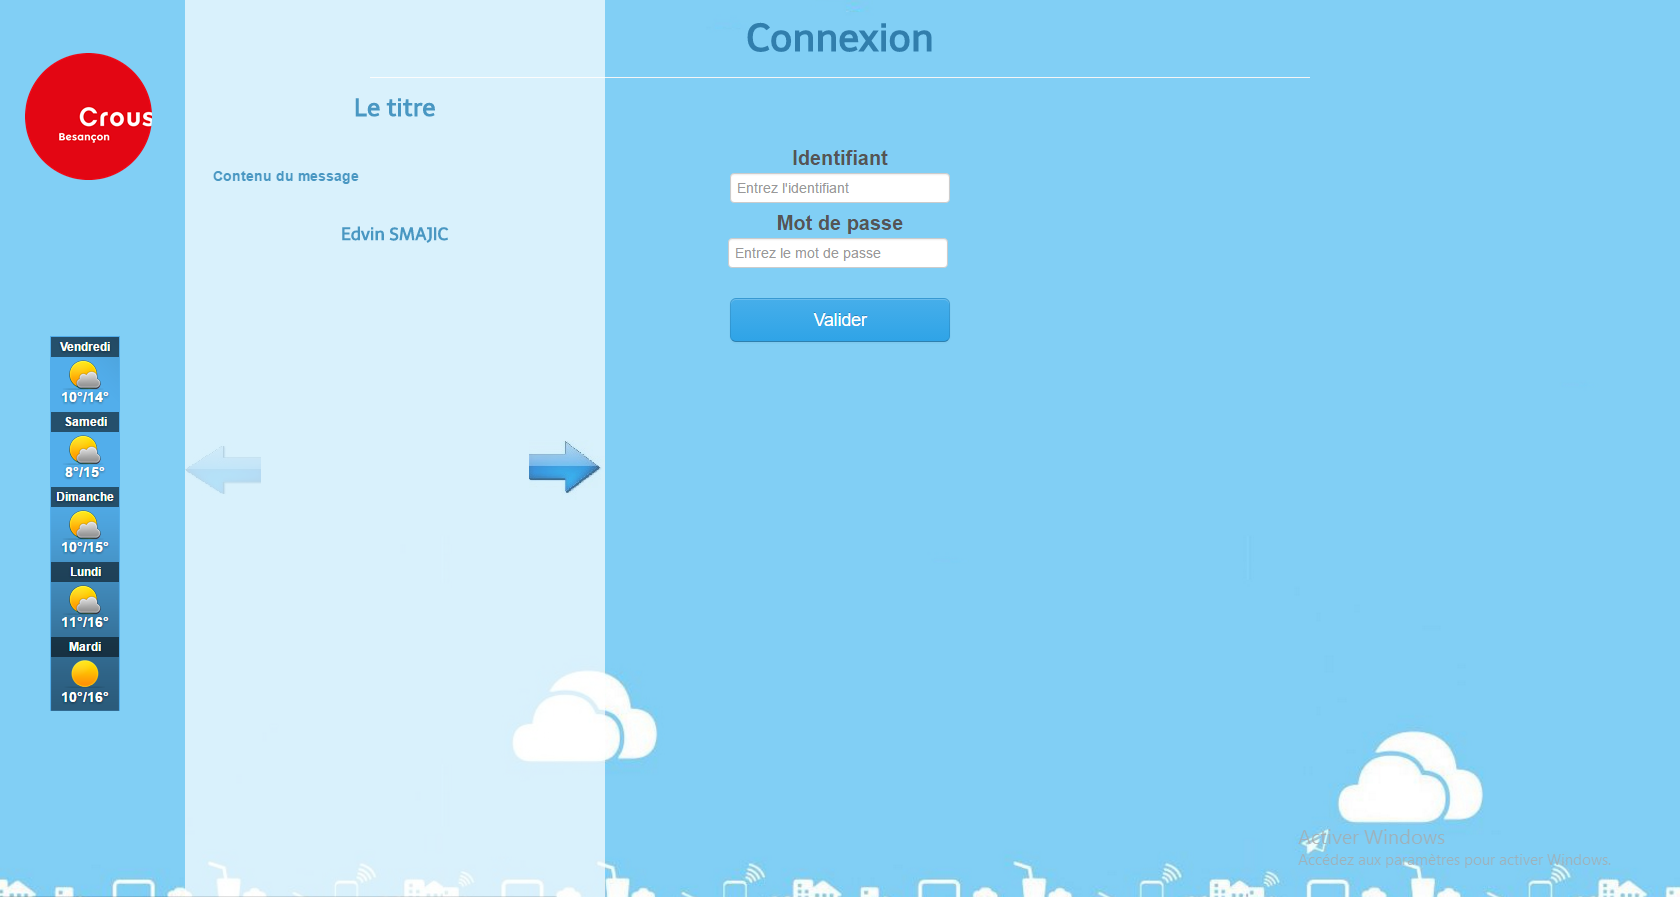 Connexion
Crous
Besançon
Le titre
Contenu du message
Edvin SMAJIC
Identifiant
Entrez l'identifiant
Mot de passe
Entrez le mot de passe
Valider
Vendredi
10°/14°
Samedi
8°/15°
Dimanche
10°/15°
Lundi
11°/16°
Mardi
10°/16°
Activer Windows
Accédez aux paramètres pour activer Windows.